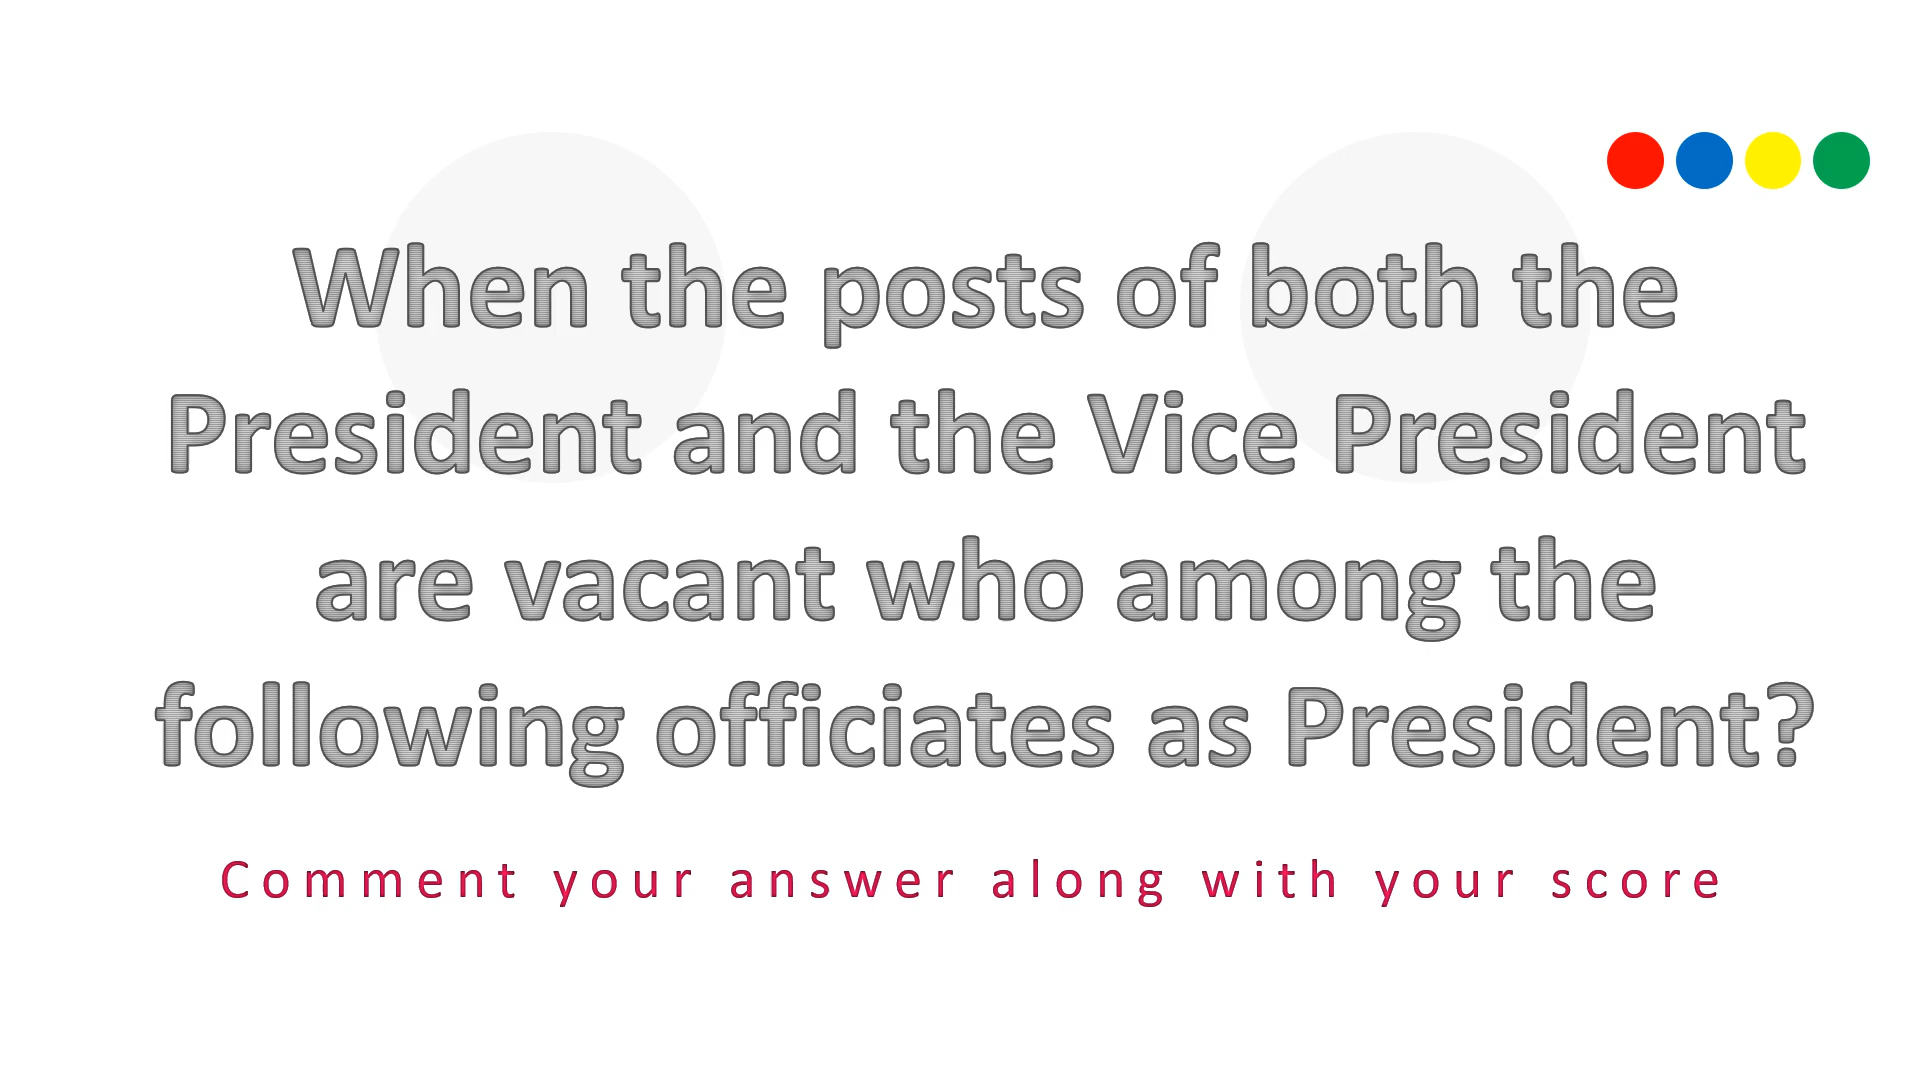 When the posts of both the
President and the Vice President
are vacant who among the
following officiates as President?
Comment your answer along with your score